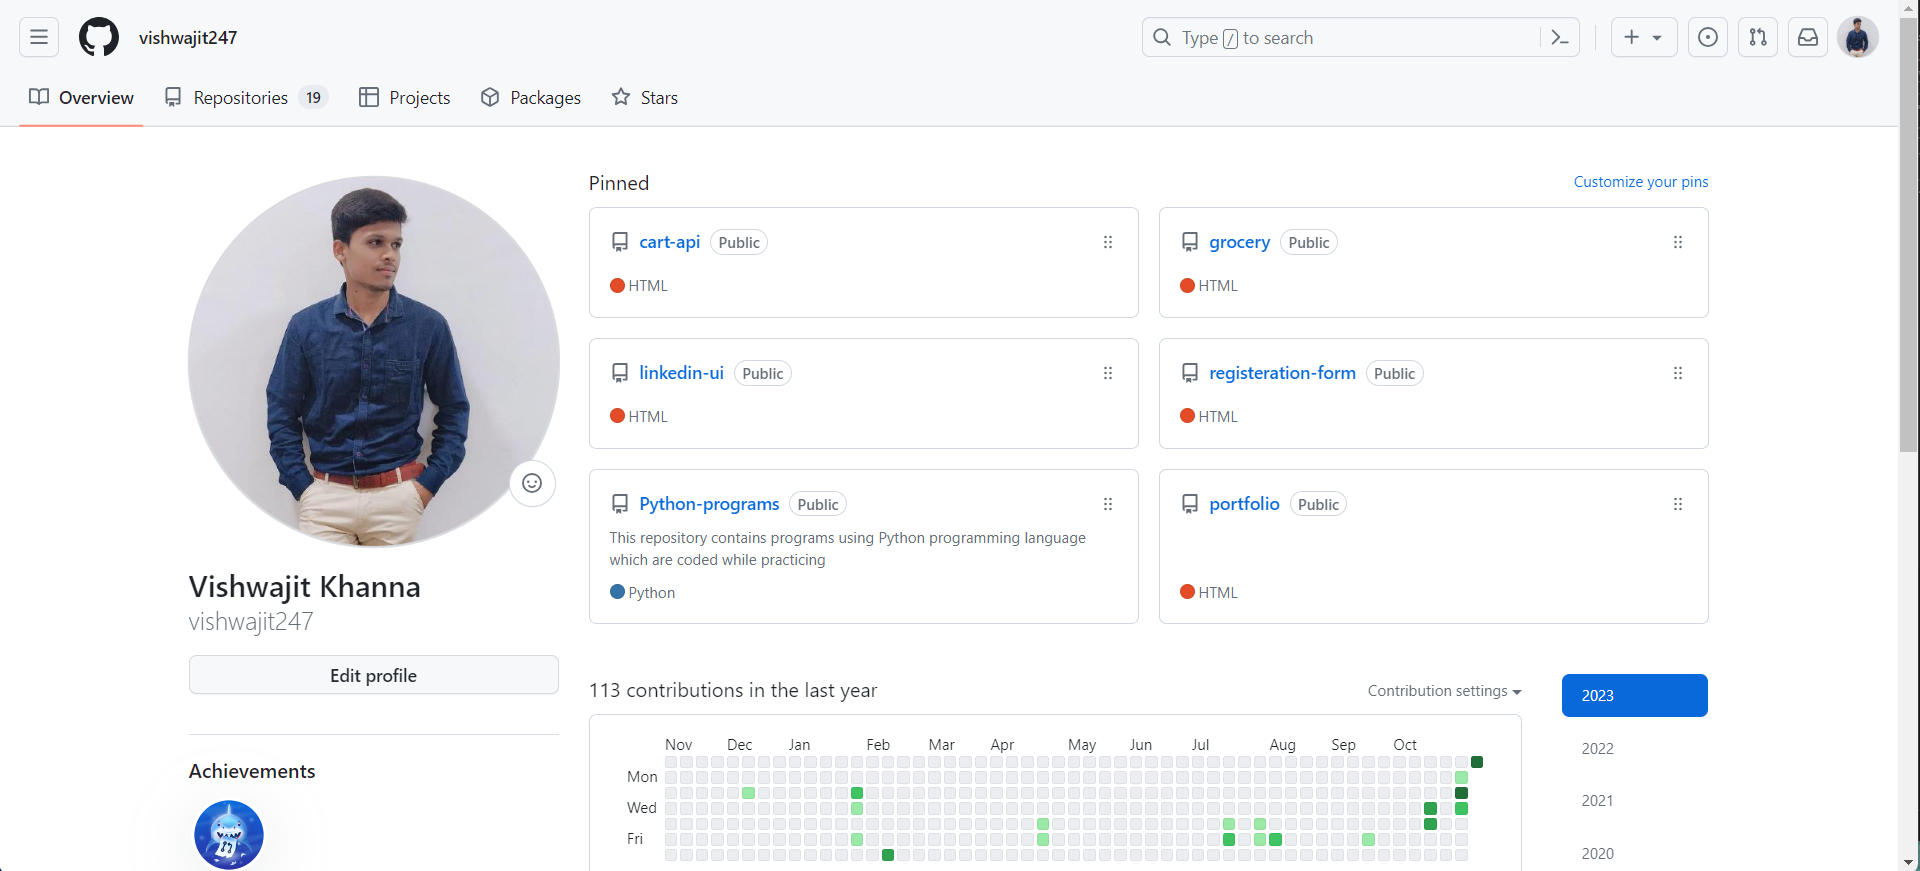 vishwajit247
Type / to search
Overview
Repositories 19
Projects
Packages
Stars
Vishwajit Khanna
vishwajit247
Edit profile
Achievements
Pinned
Customize your pins
cart-api Public
HTML
grocery Public
HTML
linkedin-ui Public
HTML
registeration-form Public
HTML
Python-programs Public
This repository contains programs using Python programming language
which are coded while practicing
Python
portfolio Public
HTML
113 contributions in the last year
Contribution settings
Nov Dec Jan Feb Mar Apr May Jun Jul Aug Sep Oct
Mon
Wed
Fri
2023
2022
2021
2020